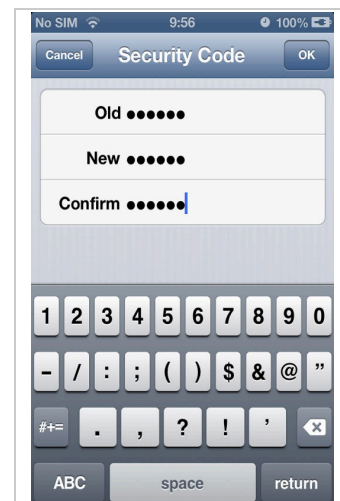 No SIM 9:56 100%
Cancel Security Code OK
Old ●●●●●●
New ●●●●●●
Confirm ●●●●●●
1 2 3 4 5 6 7 8 9 0
- / : ; ( ) $ & @ "
#+= . , ? ! '
ABC space return